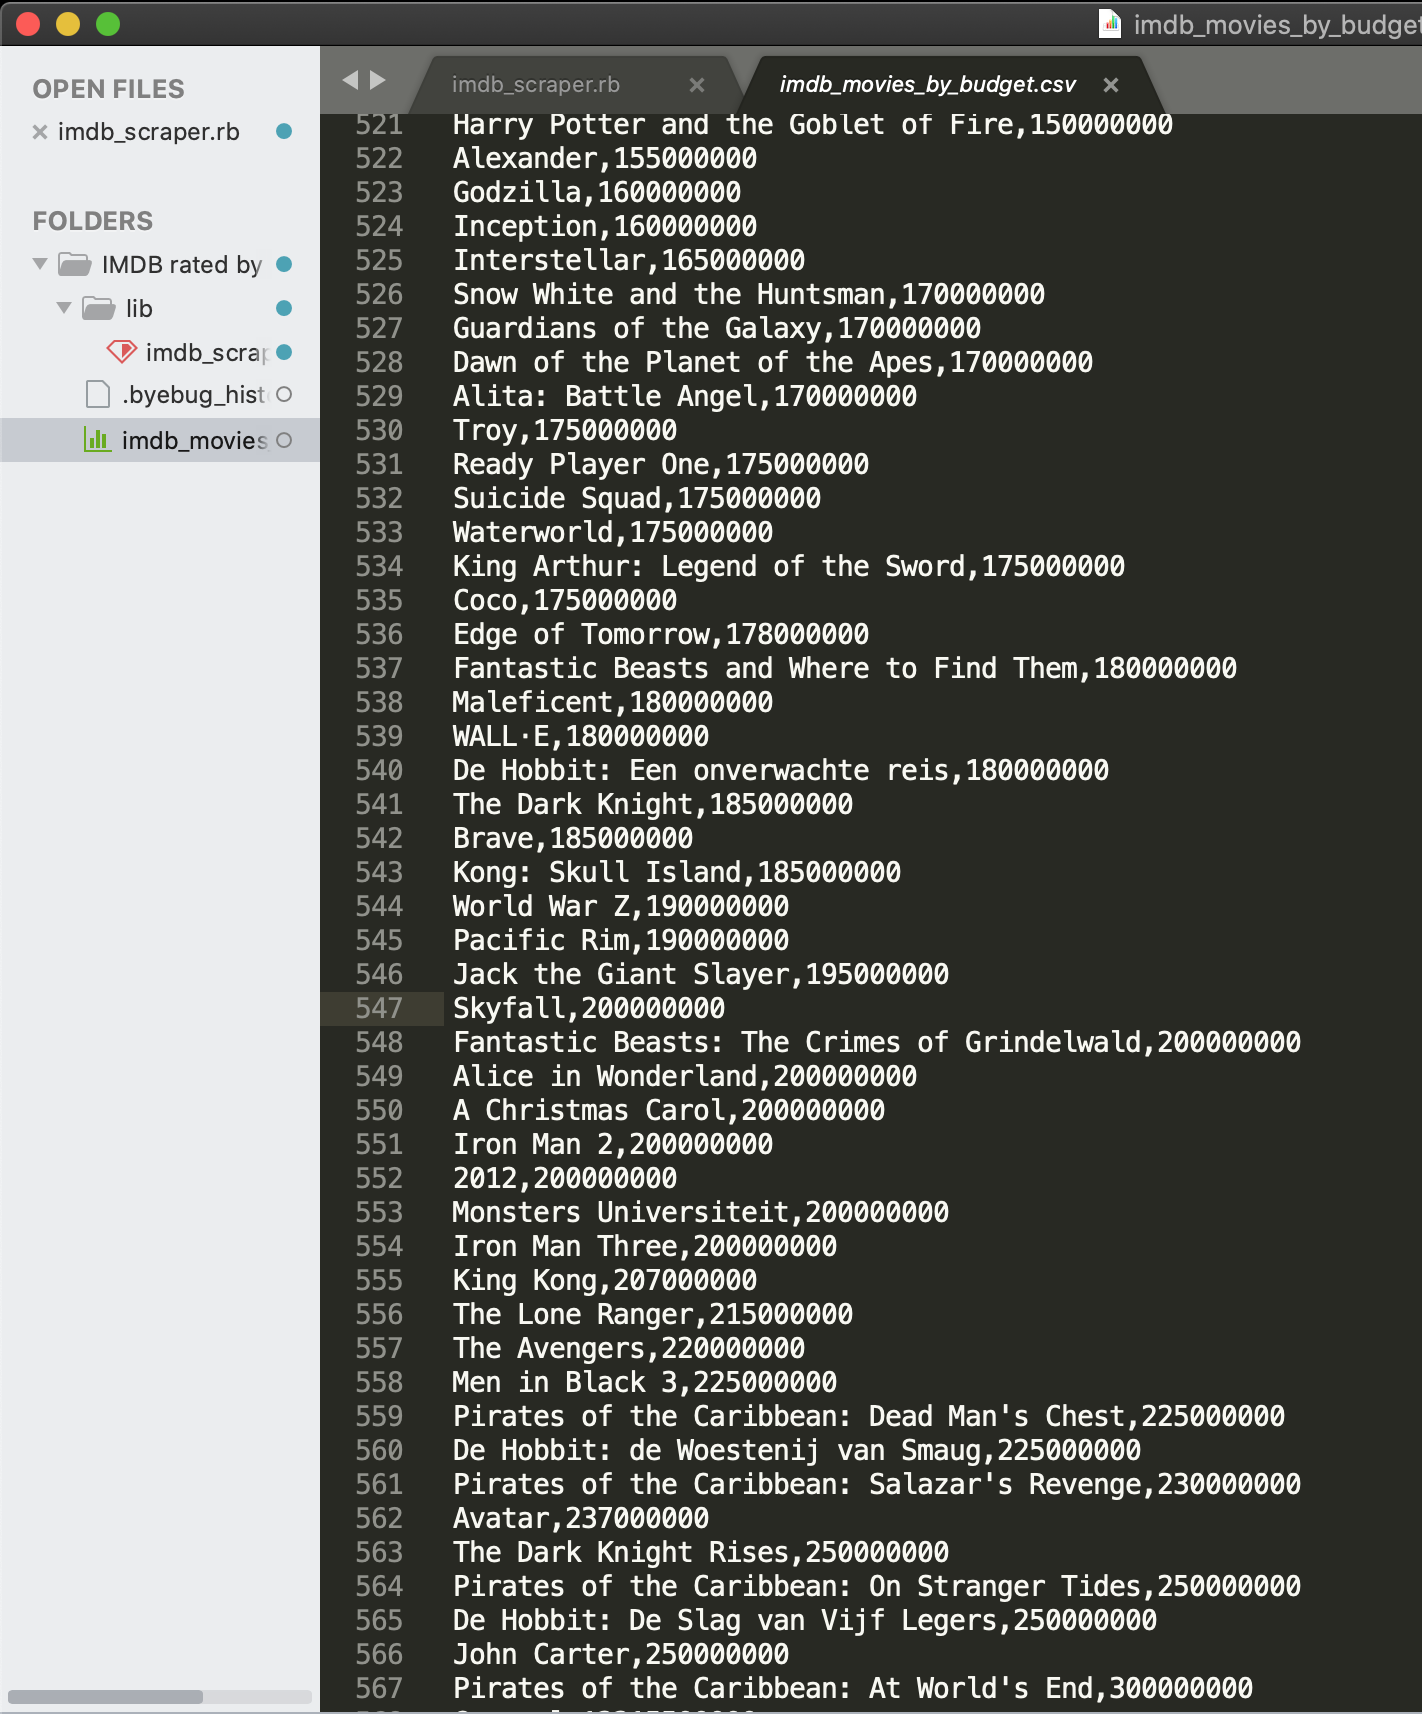 imdb_movies_by_budget
OPEN FILES
imdb_scraper.rb
FOLDERS
IMDB rated by
lib
imdb_scrap
.byebug_hist
imdb_movies
imdb_scraper.rb
imdb_movies_by_budget.csv
521 Harry Potter and the Goblet of Fire,150000000
522 Alexander,155000000
523 Godzilla,160000000
524 Inception,160000000
525 Interstellar,165000000
526 Snow White and the Huntsman,170000000
527 Guardians of the Galaxy,170000000
528 Dawn of the Planet of the Apes,170000000
529 Alita: Battle Angel,170000000
530 Troy,175000000
531 Ready Player One,175000000
532 Suicide Squad,175000000
533 Waterworld,175000000
534 King Arthur: Legend of the Sword,175000000
535 Coco,175000000
536 Edge of Tomorrow,178000000
537 Fantastic Beasts and Where to Find Them,180000000
538 Maleficent,180000000
539 WALL·E,180000000
540 De Hobbit: Een onverwachte reis,180000000
541 The Dark Knight,185000000
542 Brave,185000000
543 Kong: Skull Island,185000000
544 World War Z,190000000
545 Pacific Rim,190000000
546 Jack the Giant Slayer,195000000
547 Skyfall,200000000
548 Fantastic Beasts: The Crimes of Grindelwald,200000000
549 Alice in Wonderland,200000000
550 A Christmas Carol,200000000
551 Iron Man 2,200000000
552 2012,200000000
553 Monsters Universiteit,200000000
554 Iron Man Three,200000000
555 King Kong,207000000
556 The Lone Ranger,215000000
557 The Avengers,220000000
558 Men in Black 3,225000000
559 Pirates of the Caribbean: Dead Man's Chest,225000000
560 De Hobbit: de Woestenij van Smaug,225000000
561 Pirates of the Caribbean: Salazar's Revenge,230000000
562 Avatar,237000000
563 The Dark Knight Rises,250000000
564 Pirates of the Caribbean: On Stranger Tides,250000000
565 De Hobbit: De Slag van Vijf Legers,250000000
566 John Carter,250000000
567 Pirates of the Caribbean: At World's End,300000000